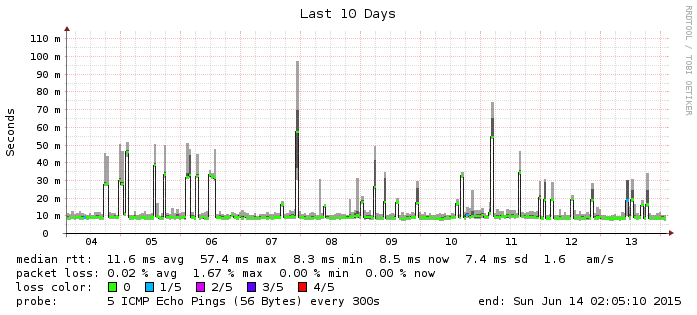 Last 10 Days
RRDTOOL / TOBI OETIKER
Seconds
110 m
100 m
90 m
80 m
70 m
60 m
50 m
40 m
30 m
20 m
10 m
0
04 05 06 07 08 09 10 11 12 13
median rtt: 11.6 ms avg 57.4 ms max 8.3 ms min 8.5 ms now 7.4 ms sd 1.6 am/s
packet loss: 0.02 % avg 1.67 % max 0.00 % min 0.00 % now
loss color: 0 1/5 2/5 3/5 4/5
probe: 5 ICMP Echo Pings (56 Bytes) every 300s end: Sun Jun 14 02:05:10 2015